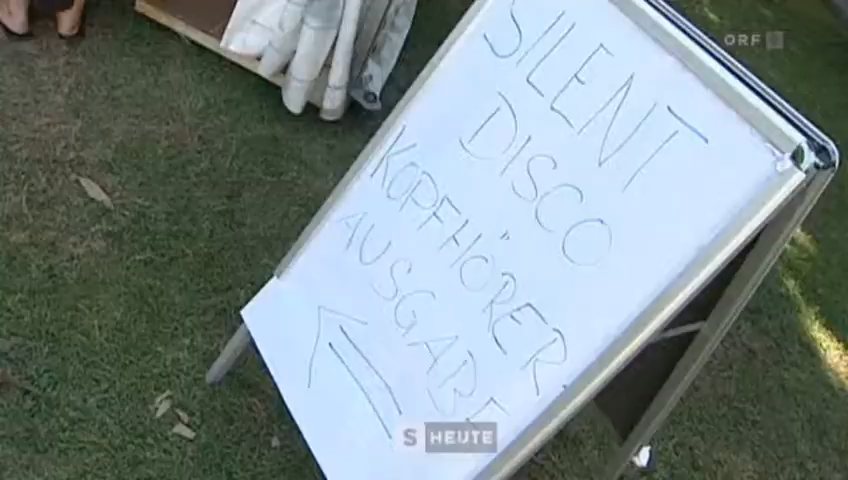 ORF
SILENT
DISCO
KOPFHÖRER
AUSGABE
S HEUTE